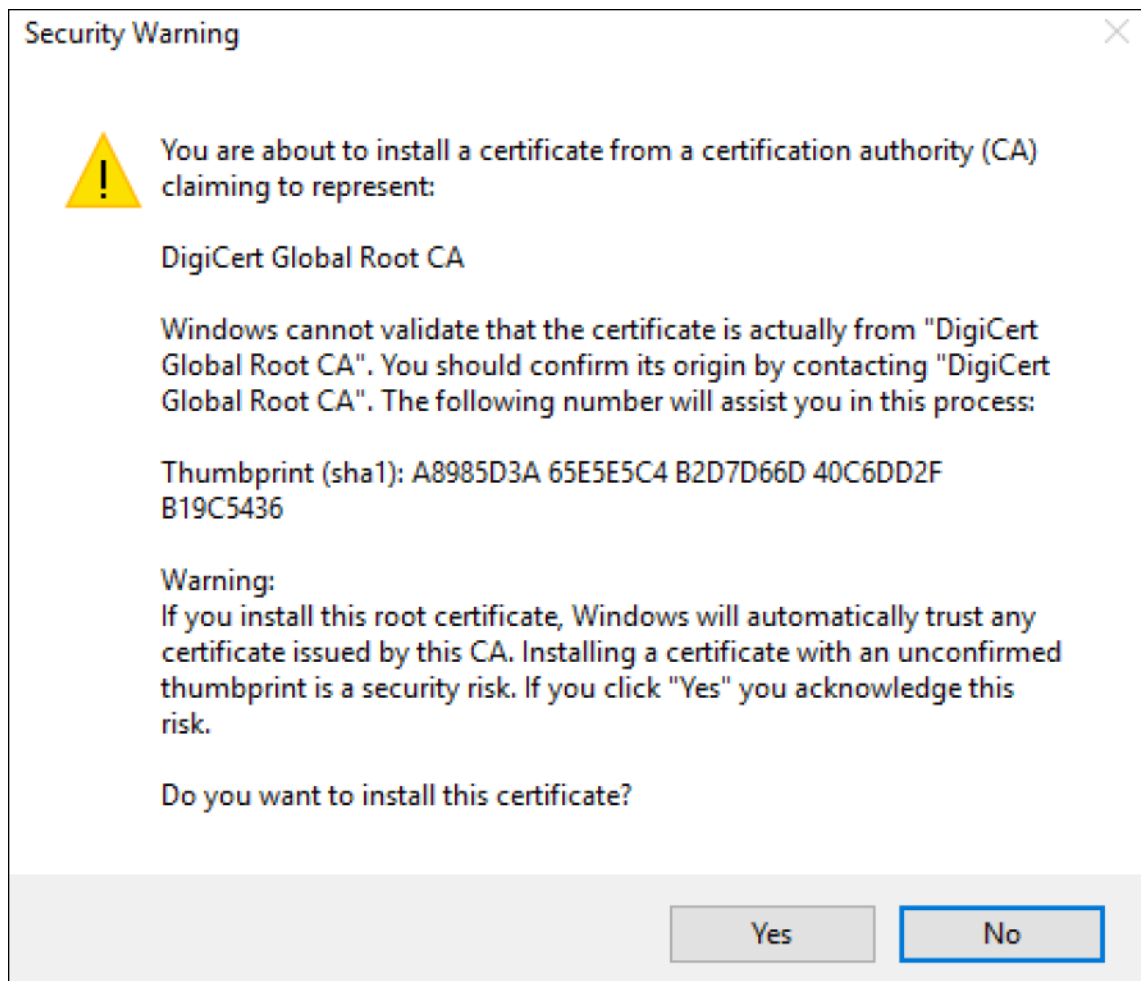 Security Warning
You are about to install a certificate from a certification authority (CA)
claiming to represent:
DigiCert Global Root CA
Windows cannot validate that the certificate is actually from "DigiCert
Global Root CA". You should confirm its origin by contacting "DigiCert
Global Root CA". The following number will assist you in this process:
Thumbprint (sha1): A8985D3A 65E5E5C4 B2D7D66D 40C6DD2F
B19C5436
Warning:
If you install this root certificate, Windows will automatically trust any
certificate issued by this CA. Installing a certificate with an unconfirmed
thumbprint is a security risk. If you click "Yes" you acknowledge this
risk.
Do you want to install this certificate?
Yes
No